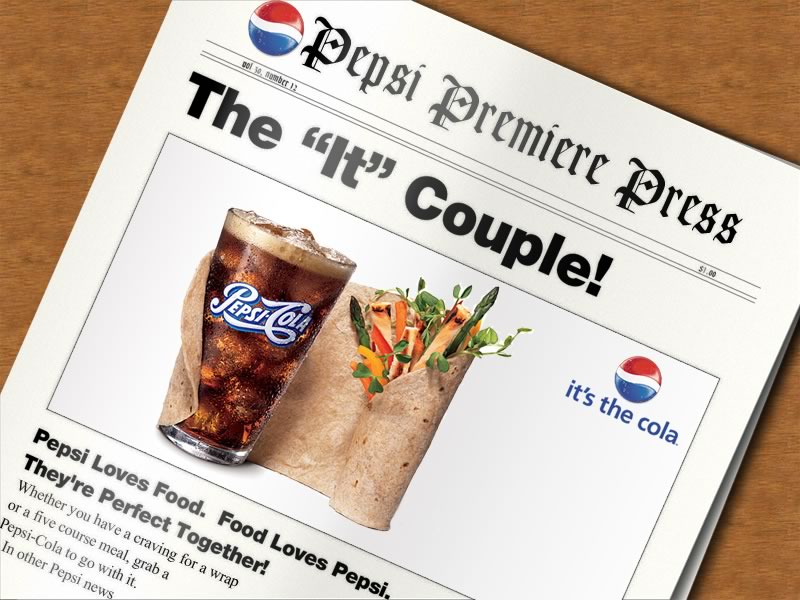 Pepsi Premiere Press
vol 50, number 12
$1.00
The “It” Couple!
PEPSI-COLA
it's the cola.
Pepsi Loves Food. Food Loves Pepsi.
They're Perfect Together!
Whether you have a craving for a wrap
or a five course meal, grab a
Pepsi-Cola to go with it.
In other Pepsi news